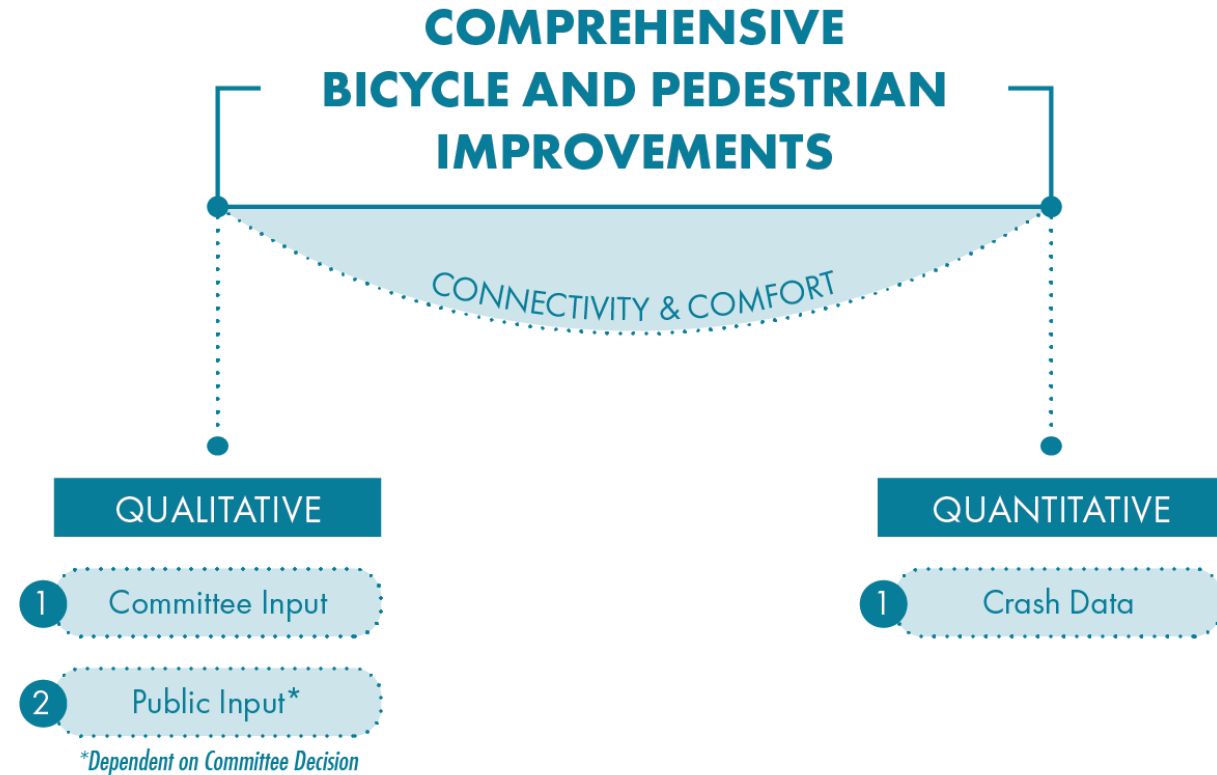 COMPREHENSIVE
BICYCLE AND PEDESTRIAN
IMPROVEMENTS
CONNECTIVITY & COMFORT
QUALITATIVE
1 Committee Input
2 Public Input*
*Dependent on Committee Decision
QUANTITATIVE
1 Crash Data